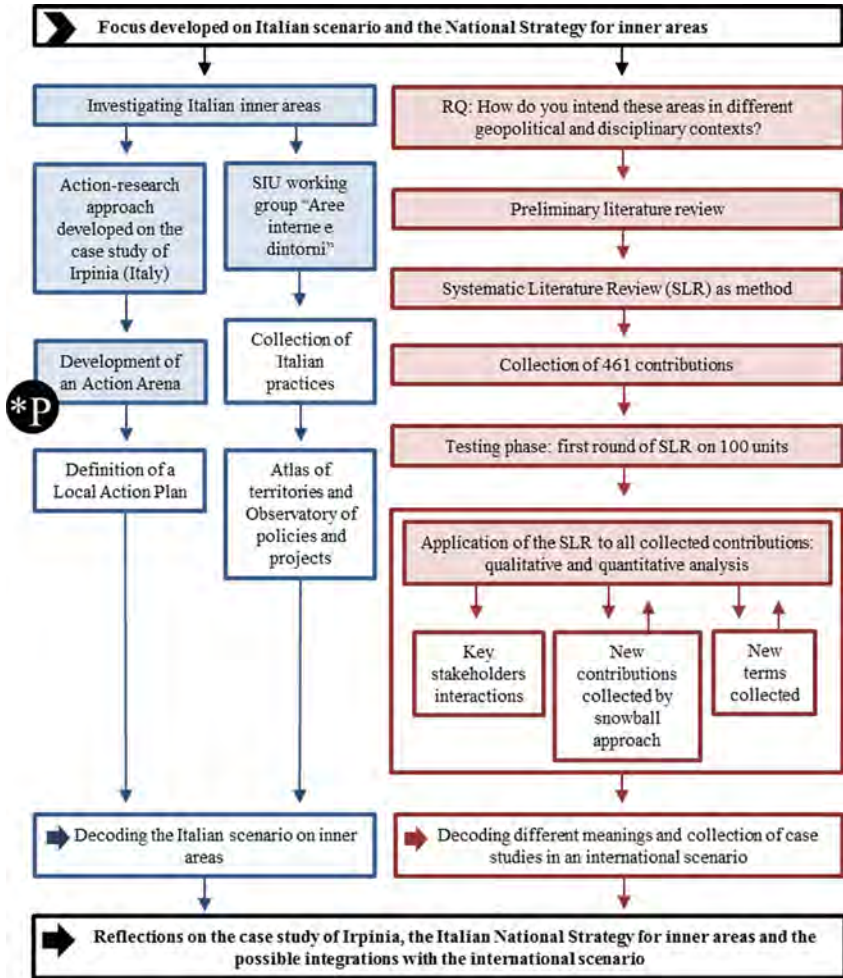 Focus developed on Italian scenario and the National Strategy for inner areas
Investigating Italian inner areas
Action-research
approach
developed on the
case study of
Irpinia (Italy)
SIU working
group “Aree
interne e
dintorni”
Development of
an Action Arena
*P
Collection of
Italian
practices
Definition of a
Local Action Plan
Atlas of
territories and
Observatory of
policies and
projects
Decoding the Italian scenario on inner
areas
RQ: How do you intend these areas in different
geopolitical and disciplinary contexts?
Preliminary literature review
Systematic Literature Review (SLR) as method
Collection of 461 contributions
Testing phase: first round of SLR on 100 units
Application of the SLR to all collected contributions:
qualitative and quantitative analysis
Key
stakeholders
interactions
New
contributions
collected by
snowball
approach
New
terms
collected
Decoding different meanings and collection of case
studies in an international scenario
Reflections on the case study of Irpinia, the Italian National Strategy for inner areas and the
possible integrations with the international scenario